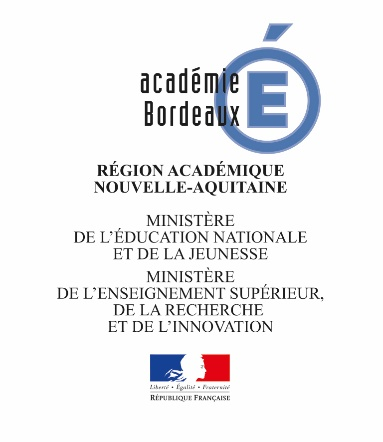 académie
Bordeaux
É
RÉGION ACADÉMIQUE
NOUVELLE-AQUITAINE
MINISTÈRE
DE L'ÉDUCATION NATIONALE
ET DE LA JEUNESSE
MINISTÈRE
DE L'ENSEIGNEMENT SUPÉRIEUR,
DE LA RECHERCHE
ET DE L'INNOVATION
Liberté • Égalité • Fraternité
RÉPUBLIQUE FRANÇAISE